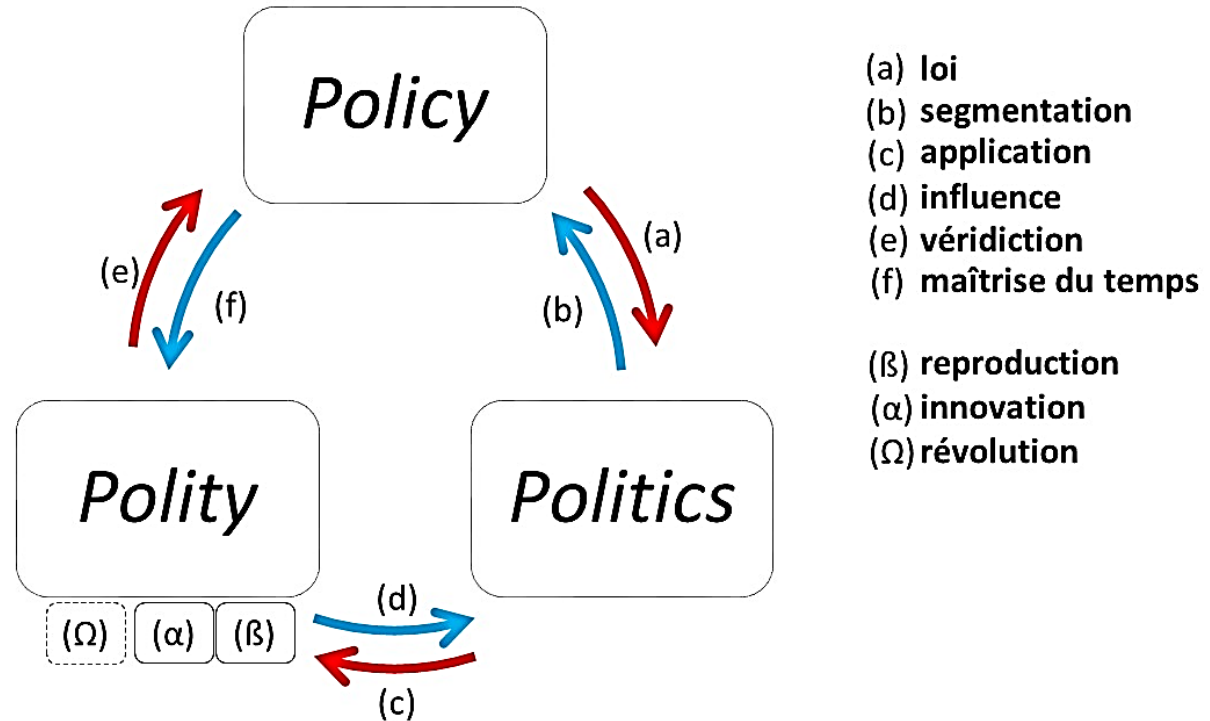 Policy
(a) loi
(b) segmentation
(c) application
(d) influence
(e) véridiction
(f) maîtrise du temps
(ß) reproduction
(α) innovation
(Ω) révolution
(e)
(f)
(a)
(b)
Polity
Politics
(Ω)
(α)
(ß)
(d)
(c)